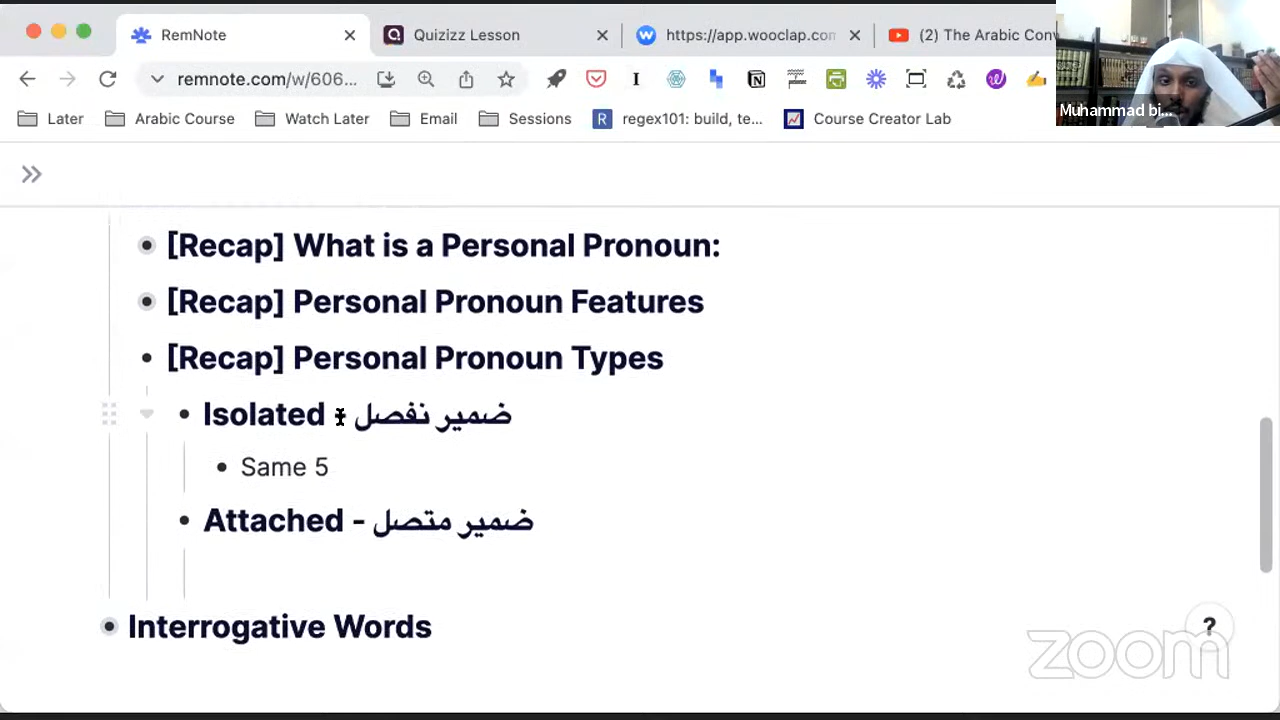 RemNote
Quizizz Lesson
https://app.wooclap.com
(2) The Arabic Conv
remnote.com/w/606...
Later
Arabic Course
Watch Later
Email
Sessions
regex101: build, te...
Course Creator Lab
Muhammad bi...
[Recap] What is a Personal Pronoun:
[Recap] Personal Pronoun Features
[Recap] Personal Pronoun Types
Isolated - ضمير نفصل
Same 5
Attached - ضمير متصل
Interrogative Words
?
zoom